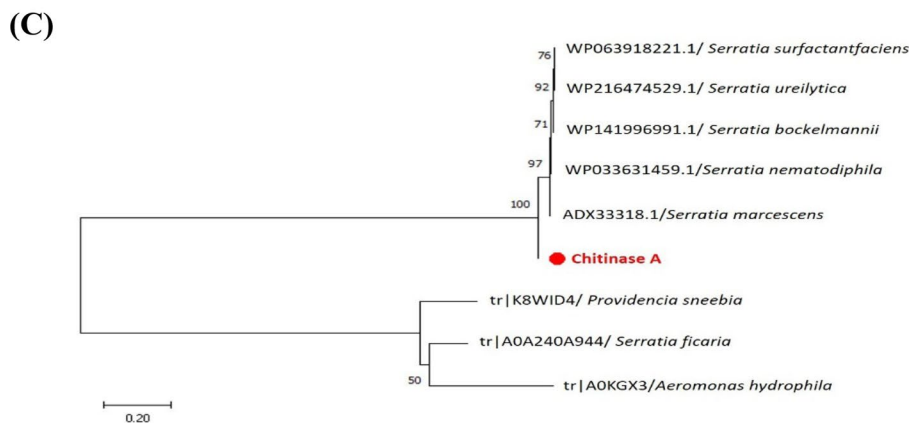 (C)
76
WP063918221.1/ Serratia surfactantfaciens
92
WP216474529.1/ Serratia ureilytica
71
WP141996991.1/ Serratia bockelmannii
97
WP033631459.1/Serratia nematodiphila
100
ADX33318.1/Serratia marcescens
Chitinase A
tr|K8WID4/ Providencia sneebia
tr|A0A240A944/ Serratia ficaria
50
tr|A0KGX3/Aeromonas hydrophila
0.20